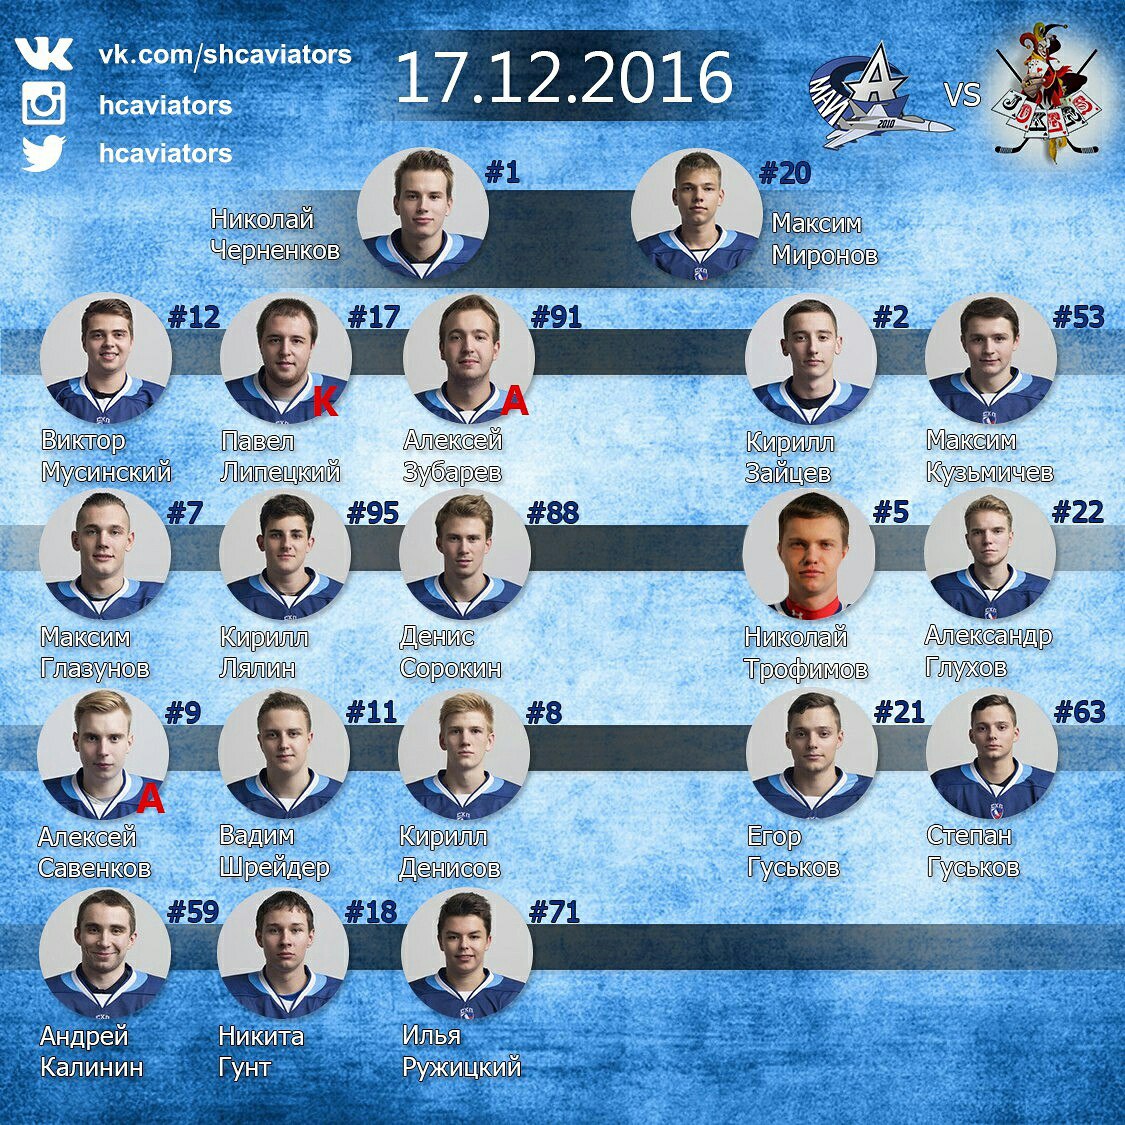 vk.com/shcaviators
hcaviators
hcaviators
17.12.2016
МАИ
А
2010
VS
JOKERS
#1
Николай
Черненков
#20
Максим
Миронов
#12
Виктор
Мусинский
#17
К
Павел
Липецкий
#91
А
Алексей
Зубарев
#2
Кирилл
Зайцев
#53
Максим
Кузьмичев
#7
Максим
Глазунов
#95
Кирилл
Лялин
#88
Денис
Сорокин
#5
Николай
Трофимов
#22
Александр
Глухов
#9
А
Алексей
Савенков
#11
Вадим
Шрейдер
#8
Кирилл
Денисов
#21
Егор
Гуськов
#63
Степан
Гуськов
#59
Андрей
Калинин
#18
Никита
Гунт
#71
Илья
Ружицкий